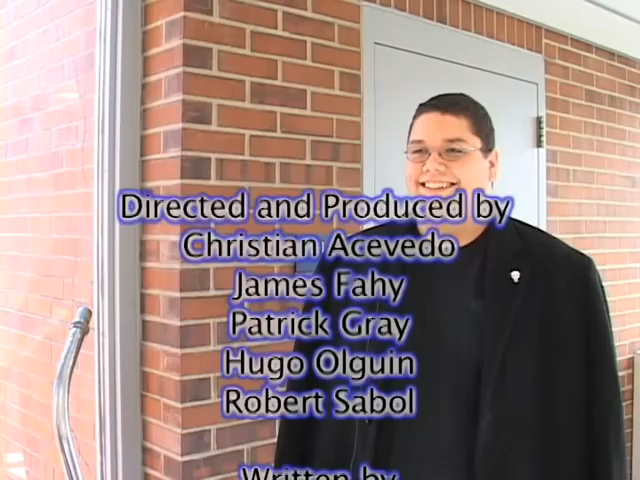 Directed and Produced by
Christian Acevedo
James Fahy
Patrick Gray
Hugo Olguin
Robert Sabol
Written by